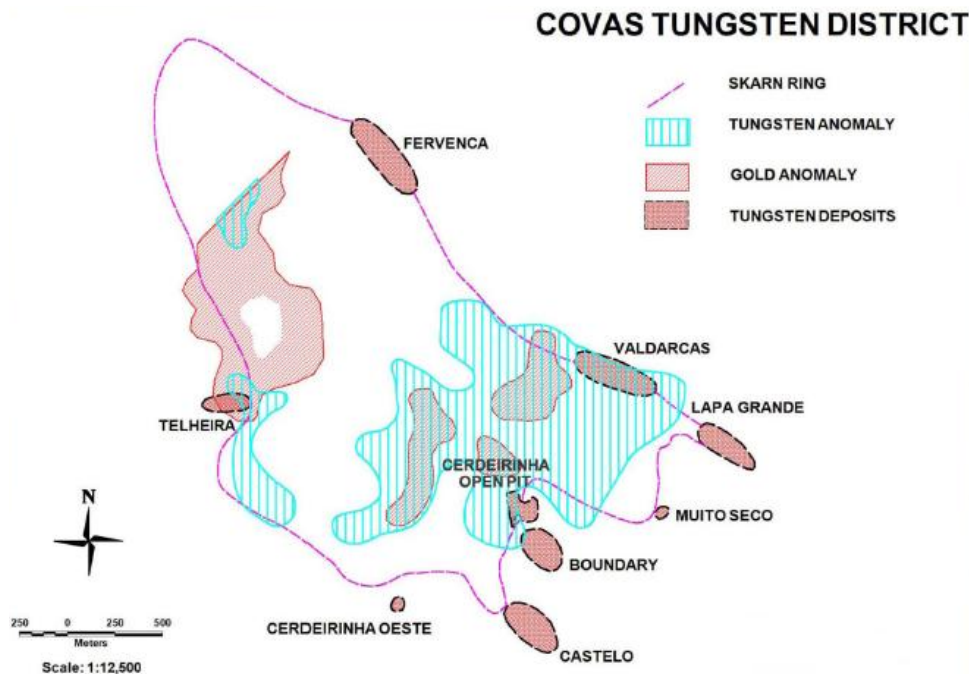 COVAS TUNGSTEN DISTRICT
SKARN RING
TUNGSTEN ANOMALY
GOLD ANOMALY
TUNGSTEN DEPOSITS
FERVENCA
VALDARCAS
LAPA GRANDE
TELHEIRA
CERDEIRINHA
OPEN PIT
MUITO SECO
BOUNDARY
CERDEIRINHA OESTE
CASTELO
N
250 0 250 500
Meters
Scale: 1:12,500